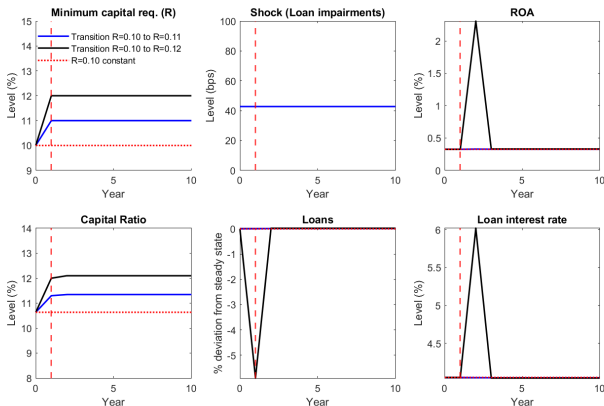 Minimum capital req. (R)
15
14
13
12
11
10
9
Level (%)
0
5
10
Year
Transition R=0.10 to R=0.11
Transition R=0.10 to R=0.12
R=0.10 constant
Shock (Loan impairments)
100
80
60
40
20
0
Level (bps)
0
5
10
Year
ROA
2
1.5
1
0.5
0
Level (%)
0
5
10
Year
Capital Ratio
14
13
12
11
10
9
8
Level (%)
0
5
10
Year
Loans
0
-1
-2
-3
-4
-5
% deviation from steady state
0
5
10
Year
Loan interest rate
6
5.5
5
4.5
Level (%)
0
5
10
Year